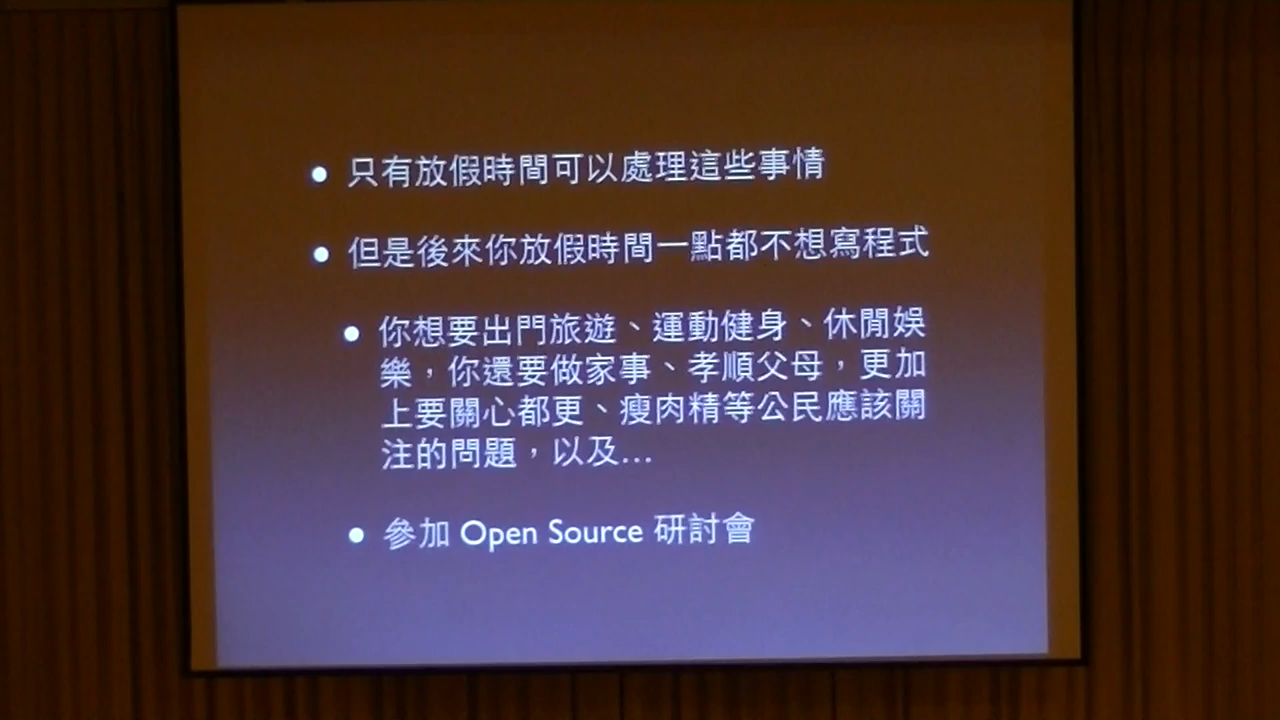 • 只有放假時間可以處理這些事情
• 但是後來你放假時間一點都不想寫程式
• 你想要出門旅遊、運動健身、休閒娛
樂，你還要做家事、孝順父母，更加
上要關心都更、瘦肉精等公民應該關
注的問題，以及...
• 參加 Open Source 研討會